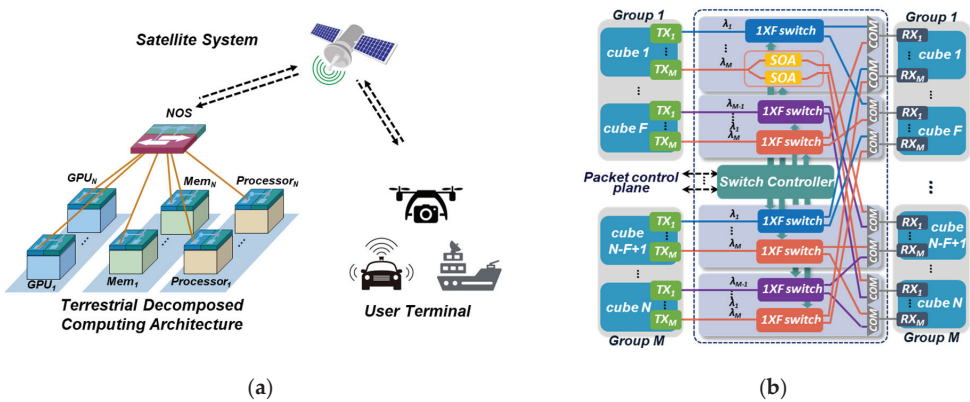 Satellite System
NOS
GPU_N
Mem_N
Processor_N
GPU_1
Mem_1
Processor_1
Terrestrial Decomposed
Computing Architecture
User Terminal
(a)
Group 1
cube 1
TX_1
⋮
TX_M
⋮
cube F
TX_1
⋮
TX_M
Packet control
plane
cube
N-F+1
TX_1
⋮
TX_M
⋮
cube N
TX_1
⋮
TX_M
Group M
λ_1
1XF switch
⋮
λ_M
SOA
SOA
λ_M-1
1XF switch
⋮
λ_1
λ_M
1XF switch
Switch Controller
λ_1
1XF switch
⋮
λ_M
1XF switch
λ_M-1
1XF switch
⋮
λ_1
λ_M
1XF switch
COM
COM
COM
COM
COM
COM
COM
COM
Group 1
RX_1
⋮
RX_M
cube 1
⋮
RX_1
⋮
RX_M
cube F
⋮
RX_1
⋮
RX_M
cube
N-F+1
⋮
RX_1
⋮
RX_M
cube N
Group M
(b)